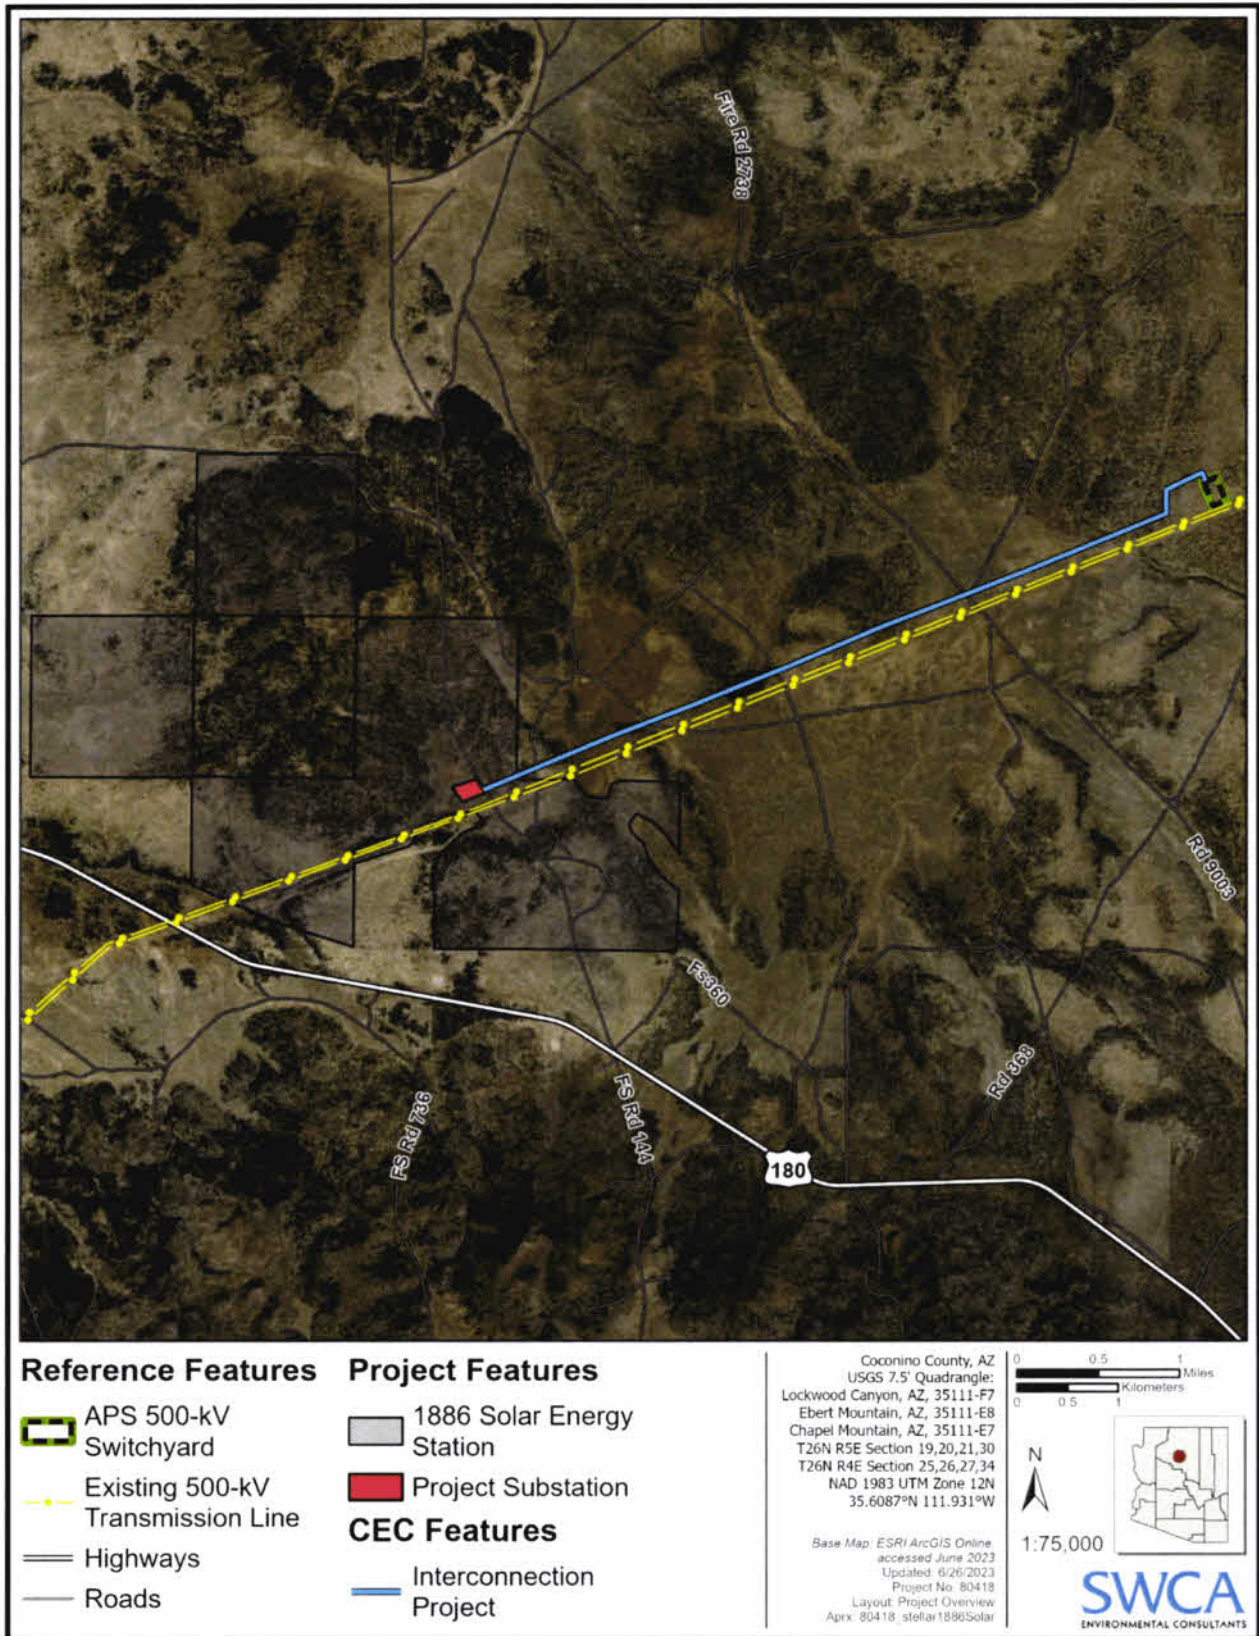 Fire Rd 2738
Rd 9003
Fs360
Rd 368
FS Rd 736
FS Rd 144
180
Reference Features
APS 500-kV
Switchyard
Existing 500-kV
Transmission Line
Highways
Roads
Project Features
1886 Solar Energy
Station
Project Substation
CEC Features
Interconnection
Project
Coconino County, AZ
USGS 7.5' Quadrangle:
Lockwood Canyon, AZ, 35111-F7
Ebert Mountain, AZ, 35111-E8
Chapel Mountain, AZ, 35111-E7
T26N R5E Section 19,20,21,30
T26N R4E Section 25,26,27,34
NAD 1983 UTM Zone 12N
35.6087°N 111.931°W
Base Map: ESRI ArcGIS Online,
accessed June 2023
Updated: 6/26/2023
Project No. 80418
Layout: Project Overview
Aprx: 80418_stellar1886Solar
0 0.5 1
Miles
Kilometers
0 0.5 1
N
1:75,000
SWCA
ENVIRONMENTAL CONSULTANTS